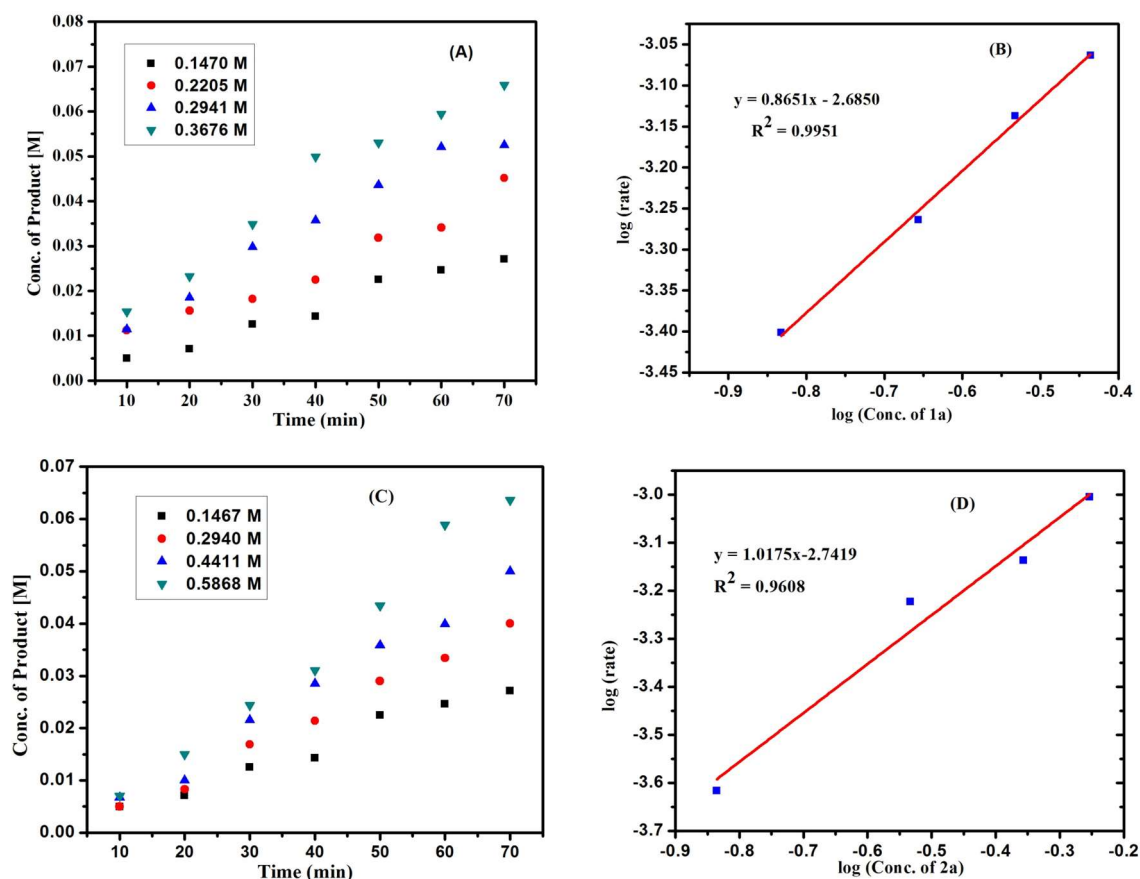 (A)
0.1470 M
0.2205 M
0.2941 M
0.3676 M
Conc. of Product [M]
0.08
0.07
0.06
0.05
0.04
0.03
0.02
0.01
0.00
10 20 30 40 50 60 70
Time (min)
(B)
y = 0.8651x - 2.6850
R2 = 0.9951
log (rate)
-3.05
-3.10
-3.15
-3.20
-3.25
-3.30
-3.35
-3.40
-3.45
-0.9 -0.8 -0.7 -0.6 -0.5 -0.4
log (Conc. of 1a)
(C)
0.1467 M
0.2940 M
0.4411 M
0.5868 M
Conc. of Product [M]
0.07
0.06
0.05
0.04
0.03
0.02
0.01
0.00
10 20 30 40 50 60 70
Time (min)
(D)
y = 1.0175x-2.7419
R2 = 0.9608
log (rate)
-3.0
-3.1
-3.2
-3.3
-3.4
-3.5
-3.6
-3.7
-0.9 -0.8 -0.7 -0.6 -0.5 -0.4 -0.3 -0.2
log (Conc. of 2a)